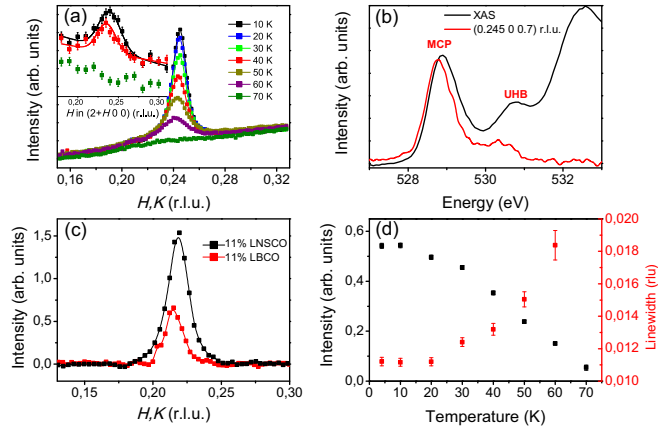 (a)
10 K
20 K
30 K
40 K
50 K
60 K
70 K
0,20 0,25 0,30
H in (2+H 0 0) (r.l.u.)
Intensity (arb. units)
0,16 0,20 0,24 0,28 0,32
H,K (r.l.u.)
(b)
XAS
(0.245 0 0.7) r.l.u.
MCP
UHB
Intensity (arb. units)
528 530 532
Energy (eV)
(c)
11% LNSCO
11% LBCO
Intensity (arb. units)
1,5
1,0
0,5
0,0
0,15 0,20 0,25 0,30
H,K (r.l.u.)
(d)
Intensity (arb. units)
0,6
0,4
0,2
0,0
0 10 20 30 40 50 60 70
Temperature (K)
0,020
0,018
0,016
0,014
0,012
0,010
Linewidth (rlu)